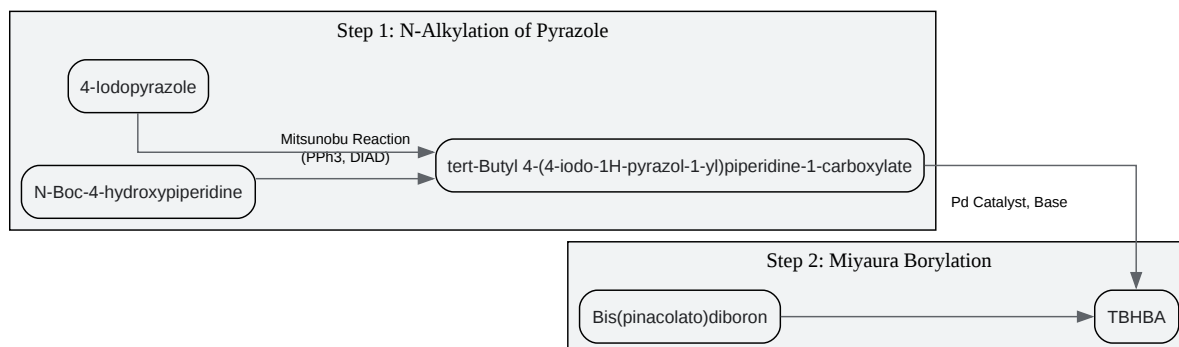 Step 1: N-Alkylation of Pyrazole
4-Iodopyrazole
Mitsunobu Reaction
(PPh3, DIAD)
tert-Butyl 4-(4-iodo-1H-pyrazol-1-yl)piperidine-1-carboxylate
N-Boc-4-hydroxypiperidine
Pd Catalyst, Base
Step 2: Miyaura Borylation
Bis(pinacolato)diboron
TBHBA